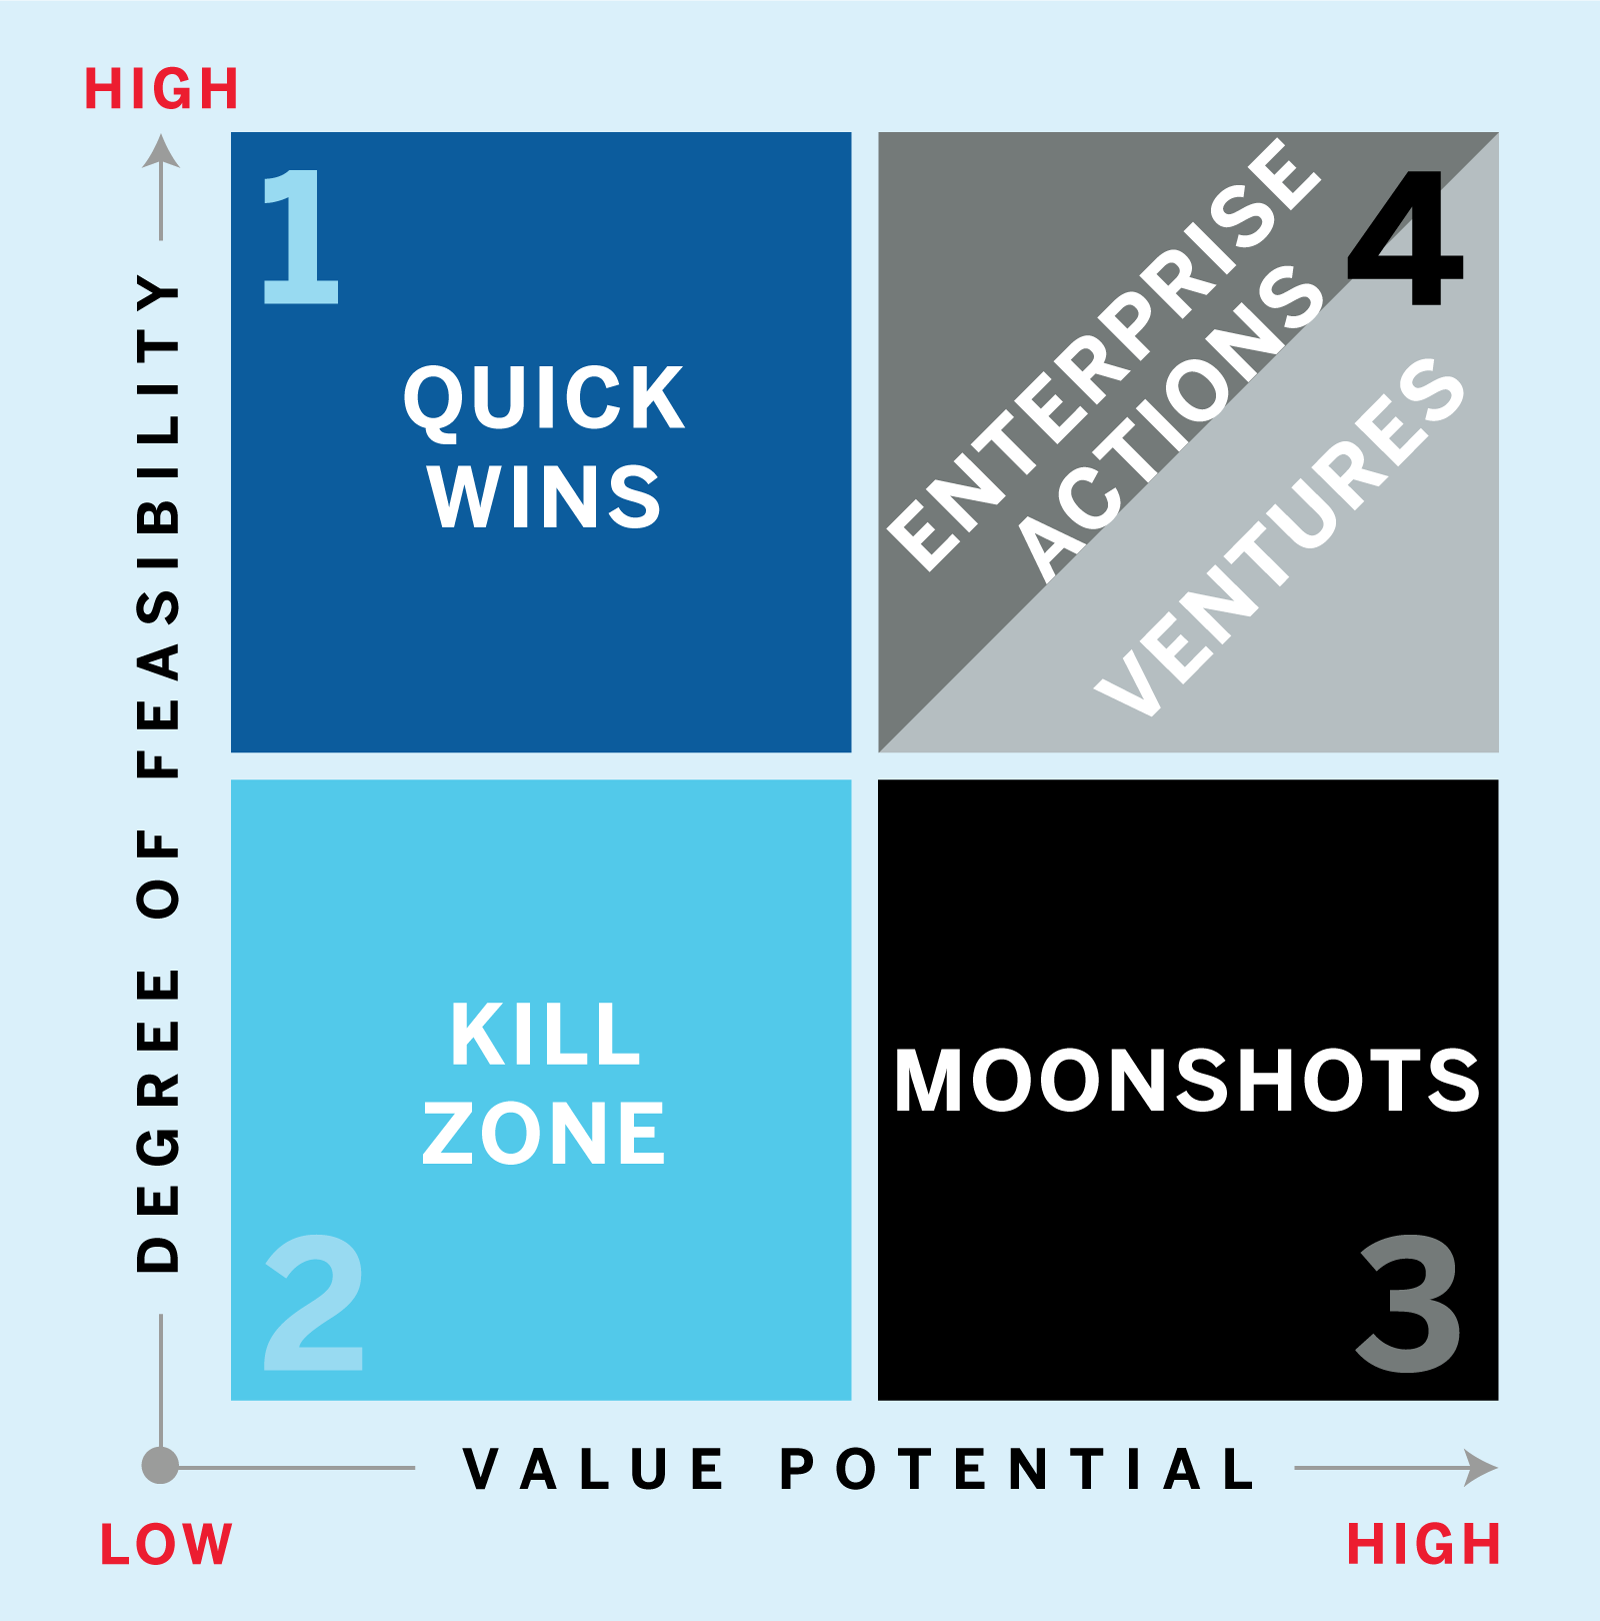 HIGH
DEGREE OF FEASIBILITY
1
QUICK
WINS
4
ENTERPRISE
ACTIONS
VENTURES
KILL
ZONE
2
MOONSHOTS
3
VALUE POTENTIAL
LOW
HIGH